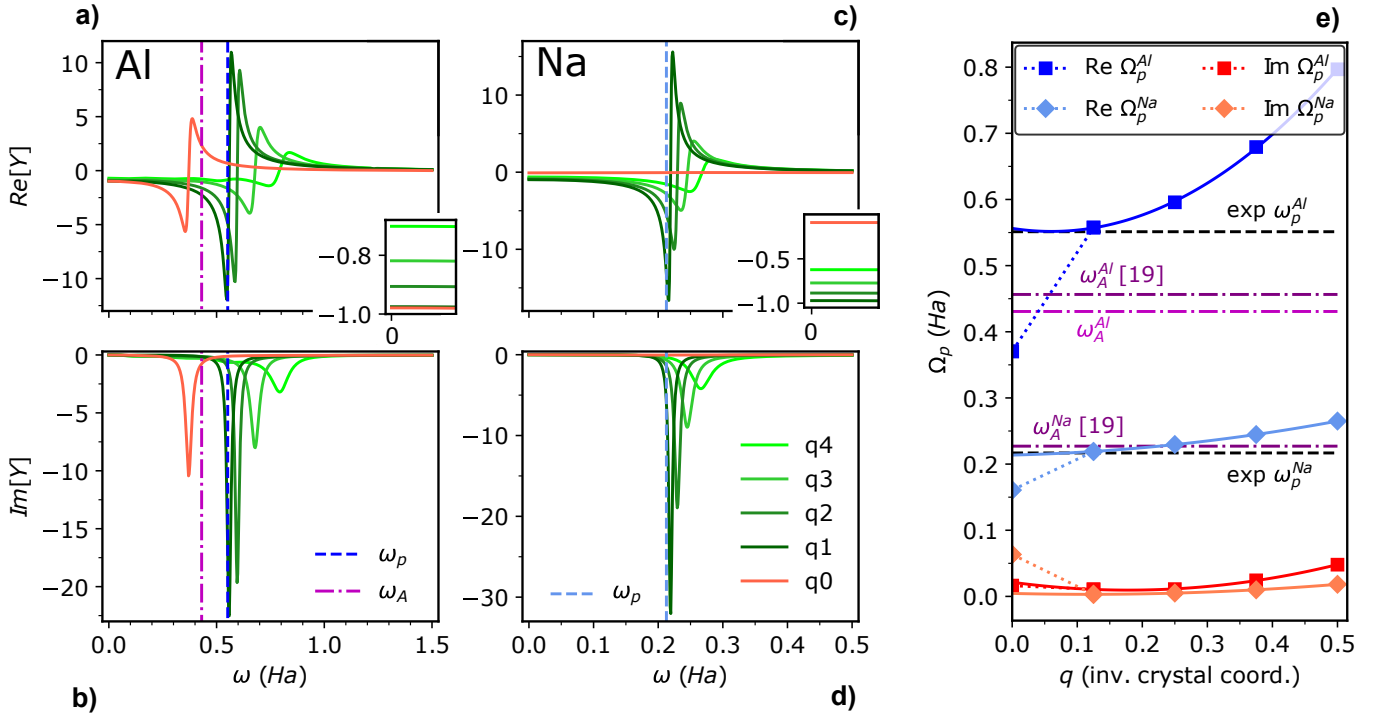 a)
c)
e)
Al
Na
10
5
0
−5
−10
Re[Y]
−0.8
−1.0
0
10
0
−10
−0.5
−1.0
0
0
−5
−10
−15
−20
Im[Y]
ω_p
ω_A
0.0 0.5 1.0 1.5
ω (Ha)
0
−10
−20
−30
q4
q3
q2
q1
q0
ω_p
0.0 0.1 0.2 0.3 0.4 0.5
ω (Ha)
b)
d)
0.8
0.7
0.6
0.5
0.4
0.3
0.2
0.1
0.0
Ω_p (Ha)
Re Ω_p^{Al} Im Ω_p^{Al}
Re Ω_p^{Na} Im Ω_p^{Na}
exp ω_p^{Al}
ω_A^{Al} [19]
ω_A^{Al}
ω_A^{Na} [19]
exp ω_p^{Na}
0.0 0.1 0.2 0.3 0.4 0.5
q (inv. crystal coord.)